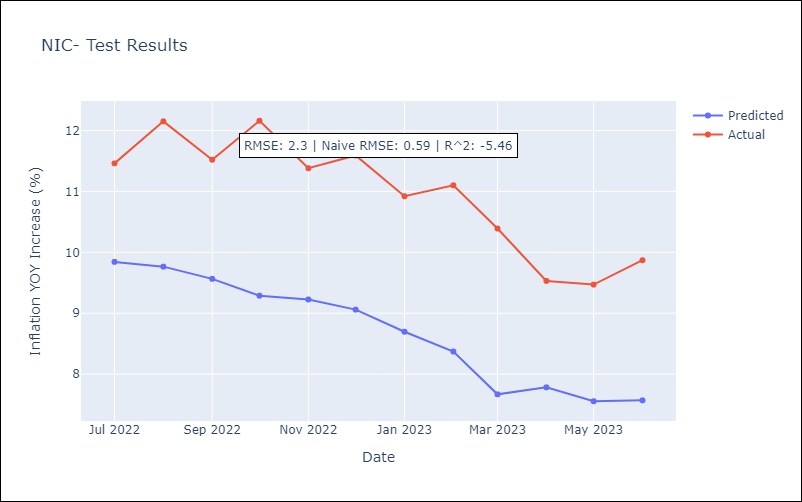 NIC- Test Results
Predicted
Actual
RMSE: 2.3 | Naive RMSE: 0.59 | R^2: -5.46
Inflation YOY Increase (%)
12
11
10
9
8
Jul 2022
Sep 2022
Nov 2022
Jan 2023
Mar 2023
May 2023
Date